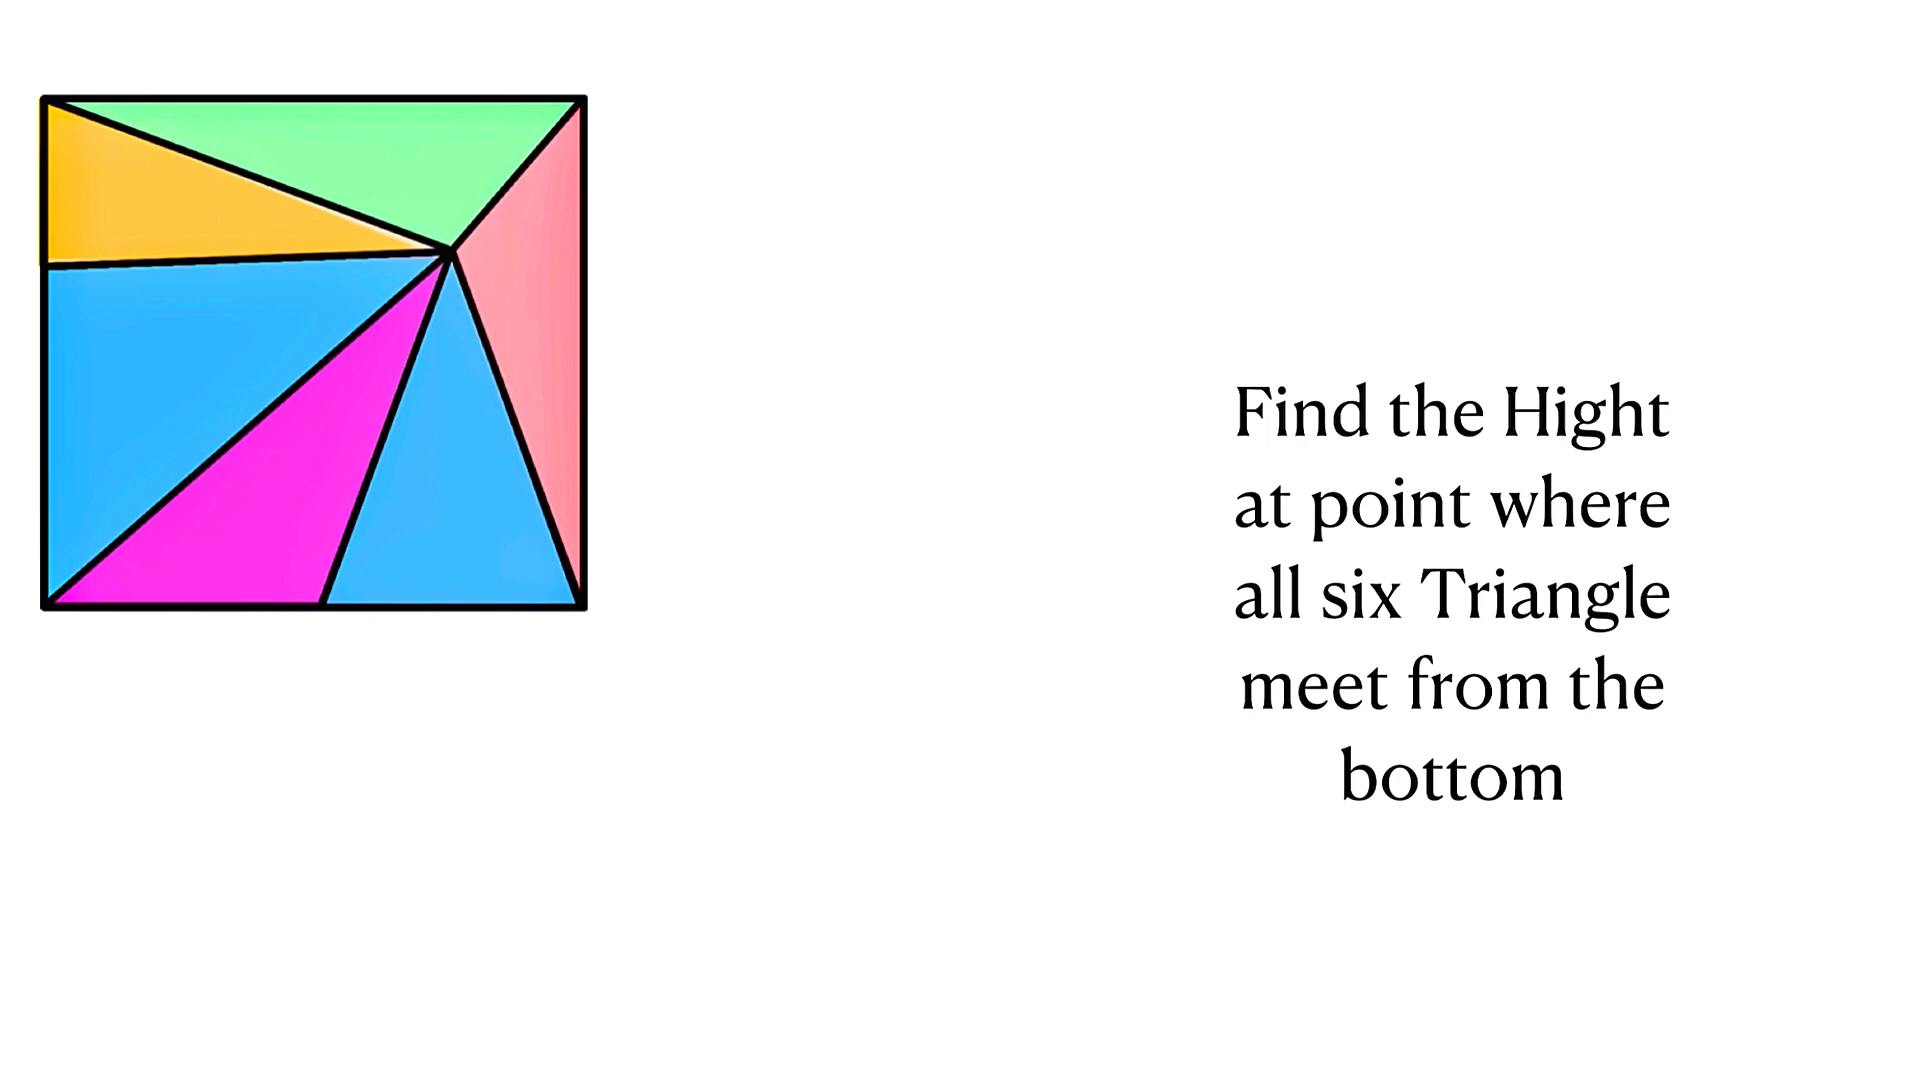 Find the Hight
at point where
all six Triangle
meet from the
bottom